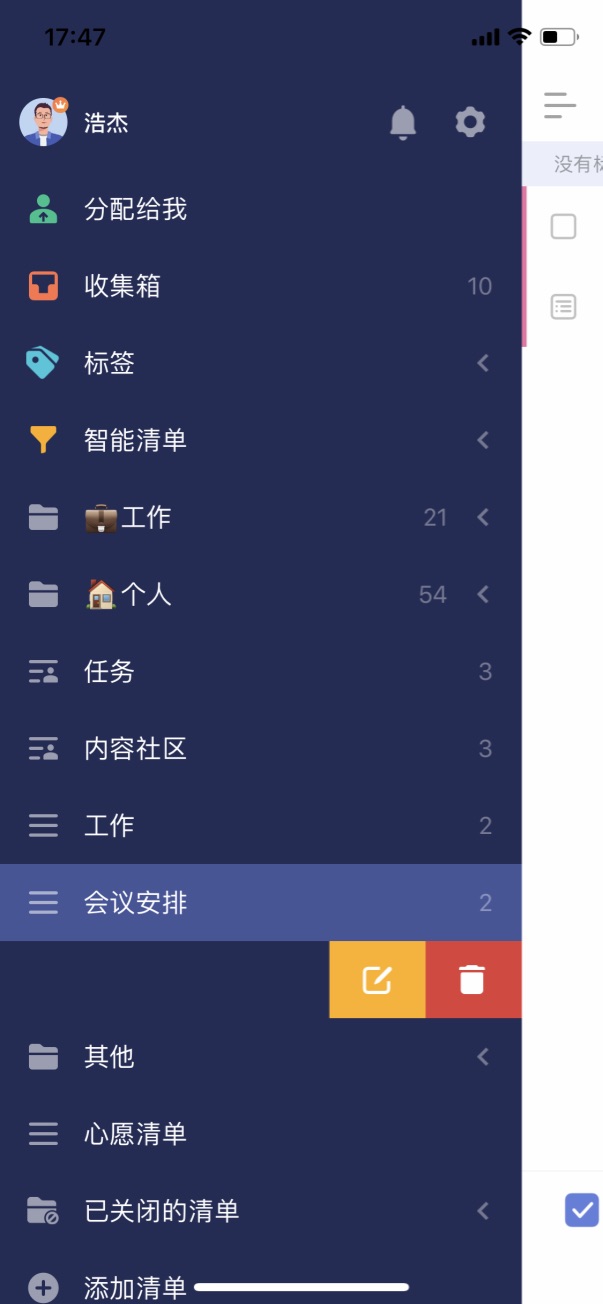 17:47
浩杰
没有
分配给我
收集箱 10
标签
智能清单
工作 21
个人 54
任务 3
内容社区 3
工作 2
会议安排 2
其他
心愿清单
已关闭的清单
添加清单